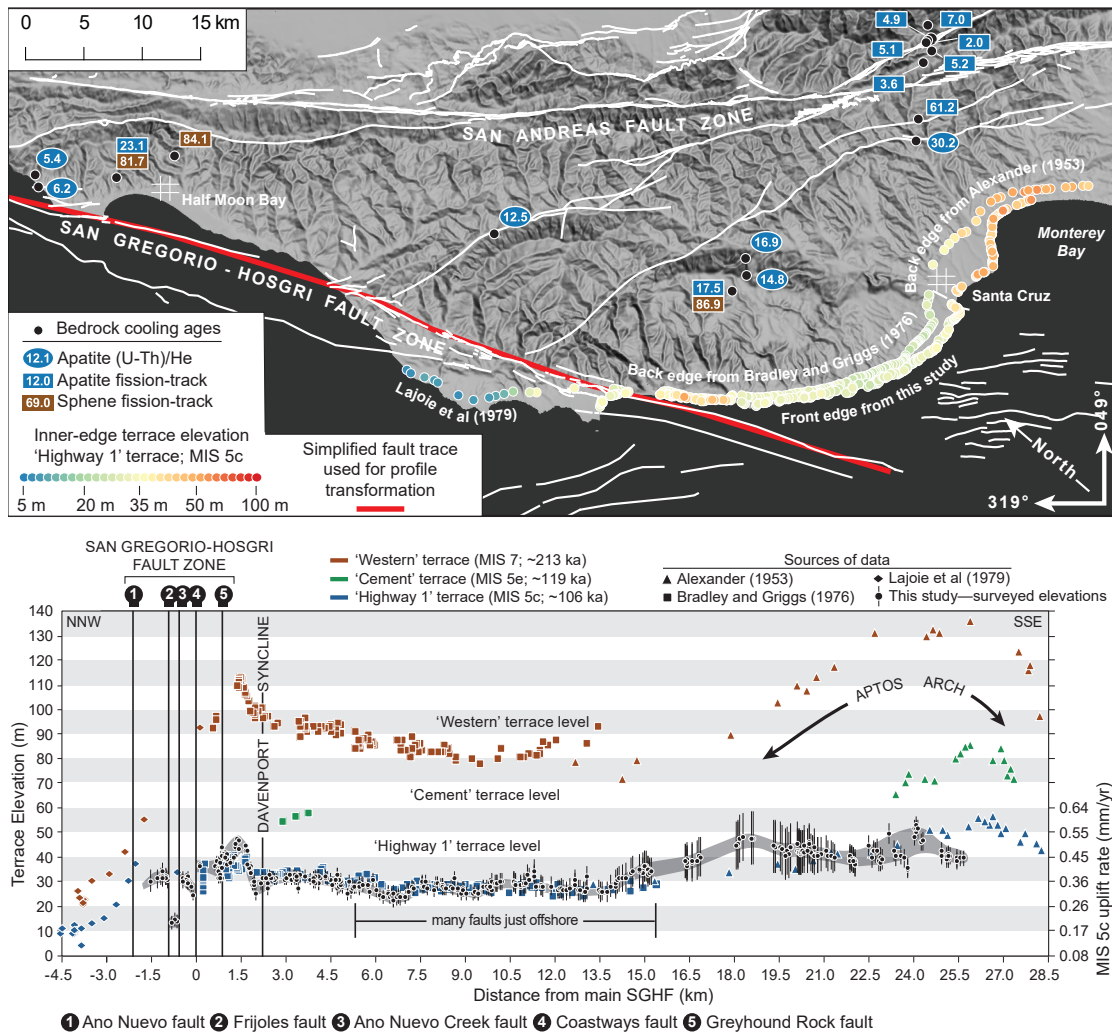 0 5 10 15 km
4.9 7.0
5.1 2.0
5.2
3.6
61.2
30.2
SAN ANDREAS FAULT ZONE
84.1
23.1
81.7
5.4
6.2
Half Moon Bay
12.5
16.9
14.8
17.5
86.9
SAN GREGORIO - HOSGRI FAULT ZONE
Back edge from Alexander (1953)
Monterey
Bay
Santa Cruz
Back edge from Bradley and Griggs (1976)
Front edge from this study
Lajoie et al (1979)
Bedrock cooling ages
12.1 Apatite (U-Th)/He
12.0 Apatite fission-track
69.0 Sphene fission-track
Inner-edge terrace elevation
'Highway 1' terrace; MIS 5c
5 m 20 m 35 m 50 m 100 m
Simplified fault trace
used for profile
transformation
North
049°
319°
SAN GREGORIO-HOSGRI
FAULT ZONE
1 2 3 4 5
'Western' terrace (MIS 7; ~213 ka)
'Cement' terrace (MIS 5e; ~119 ka)
'Highway 1' terrace (MIS 5c; ~106 ka)
Sources of data
Alexander (1953)
Bradley and Griggs (1976)
Lajoie et al (1979)
This study—surveyed elevations
NNW
SSE
Terrace Elevation (m)
140
130
120
110
100
90
80
70
60
50
40
30
20
10
0
DAVENPORT SYNCLINE
'Western' terrace level
'Cement' terrace level
'Highway 1' terrace level
APTOS ARCH
many faults just offshore
0.64
0.55
0.45
0.36
0.26
0.17
0.08
MIS 5c uplift rate (mm/yr)
-4.5 -3.0 -1.5 0 1.5 3.0 4.5 6.0 7.5 9.0 10.5 12.0 13.5 15.0 16.5 18.0 19.5 21.0 22.5 24.0 25.5 27.0 28.5
Distance from main SGHF (km)
1 Ano Nuevo fault 2 Frijoles fault 3 Ano Nuevo Creek fault 4 Coastways fault 5 Greyhound Rock fault